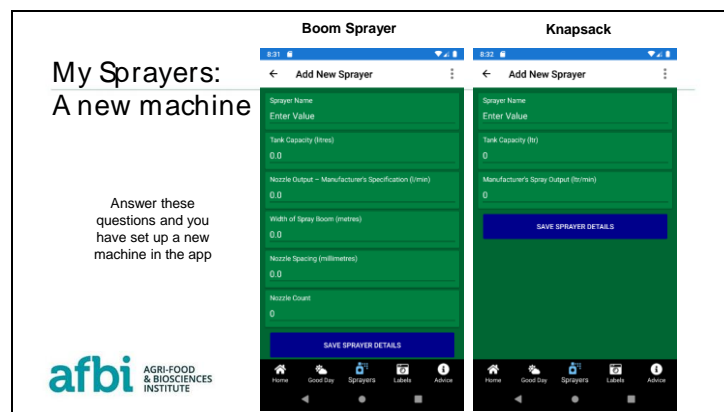 Boom Sprayer
Knapsack
My Sprayers:
A new machine
Answer these
questions and you
have set up a new
machine in the app
afbi
AGRI-FOOD
& BIOSCIENCES
INSTITUTE
8:31
Add New Sprayer
Sprayer Name
Enter Value
Tank Capacity (litres)
0.0
Nozzle Output – Manufacturer's Specification (l/min)
0.0
Width of Spray Boom (metres)
0.0
Nozzle Spacing (millimetres)
0.0
Nozzle Count
0
SAVE SPRAYER DETAILS
Home Good Day Sprayers Labels Advice
8:32
Add New Sprayer
Sprayer Name
Enter Value
Tank Capacity (ltr)
0
Manufacturer's Spray Output (ltr/min)
0
SAVE SPRAYER DETAILS
Home Good Day Sprayers Labels Advice